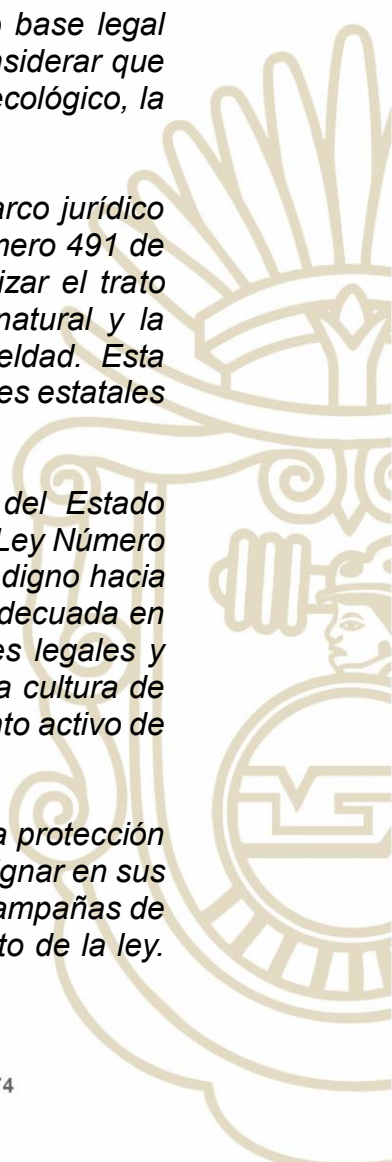 base legal
nsiderar que
ecológico, la
arco jurídico
mero 491 de
izar el trato
natural y la
eldad. Esta
es estatales
del Estado
Ley Número
digno hacia
decuada en
es legales y
a cultura de
nto activo de
a protección
ignar en sus
ampañas de
to de la ley.
74